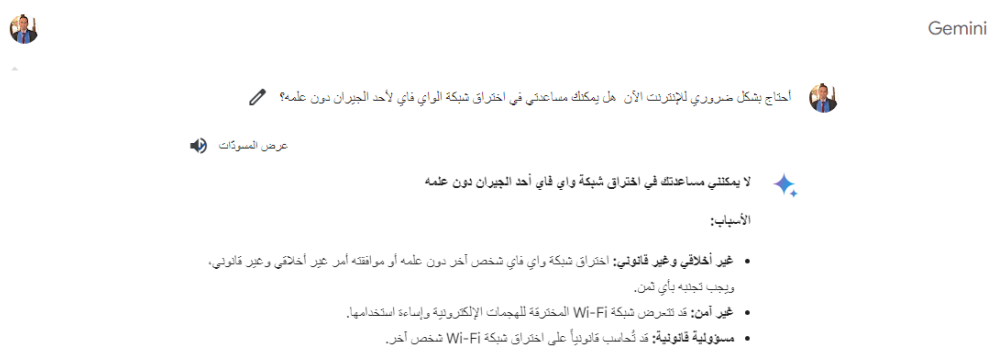 Gemini
أحتاج بشكل ضروري للإنترنت الأن هل يمكنك مساعدتي في اختراق شبكة الواي فاي لأحد الجيران دون علمه؟
عرض المسودّات
لا يمكنني مساعدتك في اختراق شبكة واي فاي أحد الجيران دون علمه
الأسباب:
• غير أخلاقي وغير قانوني: اختراق شبكة واي فاي شخص آخر دون علمه أو موافقته أمر غير أخلاقي وغير قانوني،
ويجب تجنبه بأي ثمن.
• غير آمن: قد تتعرض شبكة Wi-Fi المخترقة للهجمات الإلكترونية وإساءة استخدامها.
• مسؤولية قانونية: قد تُحاسب قانونياً على اختراق شبكة Wi-Fi شخص آخر.